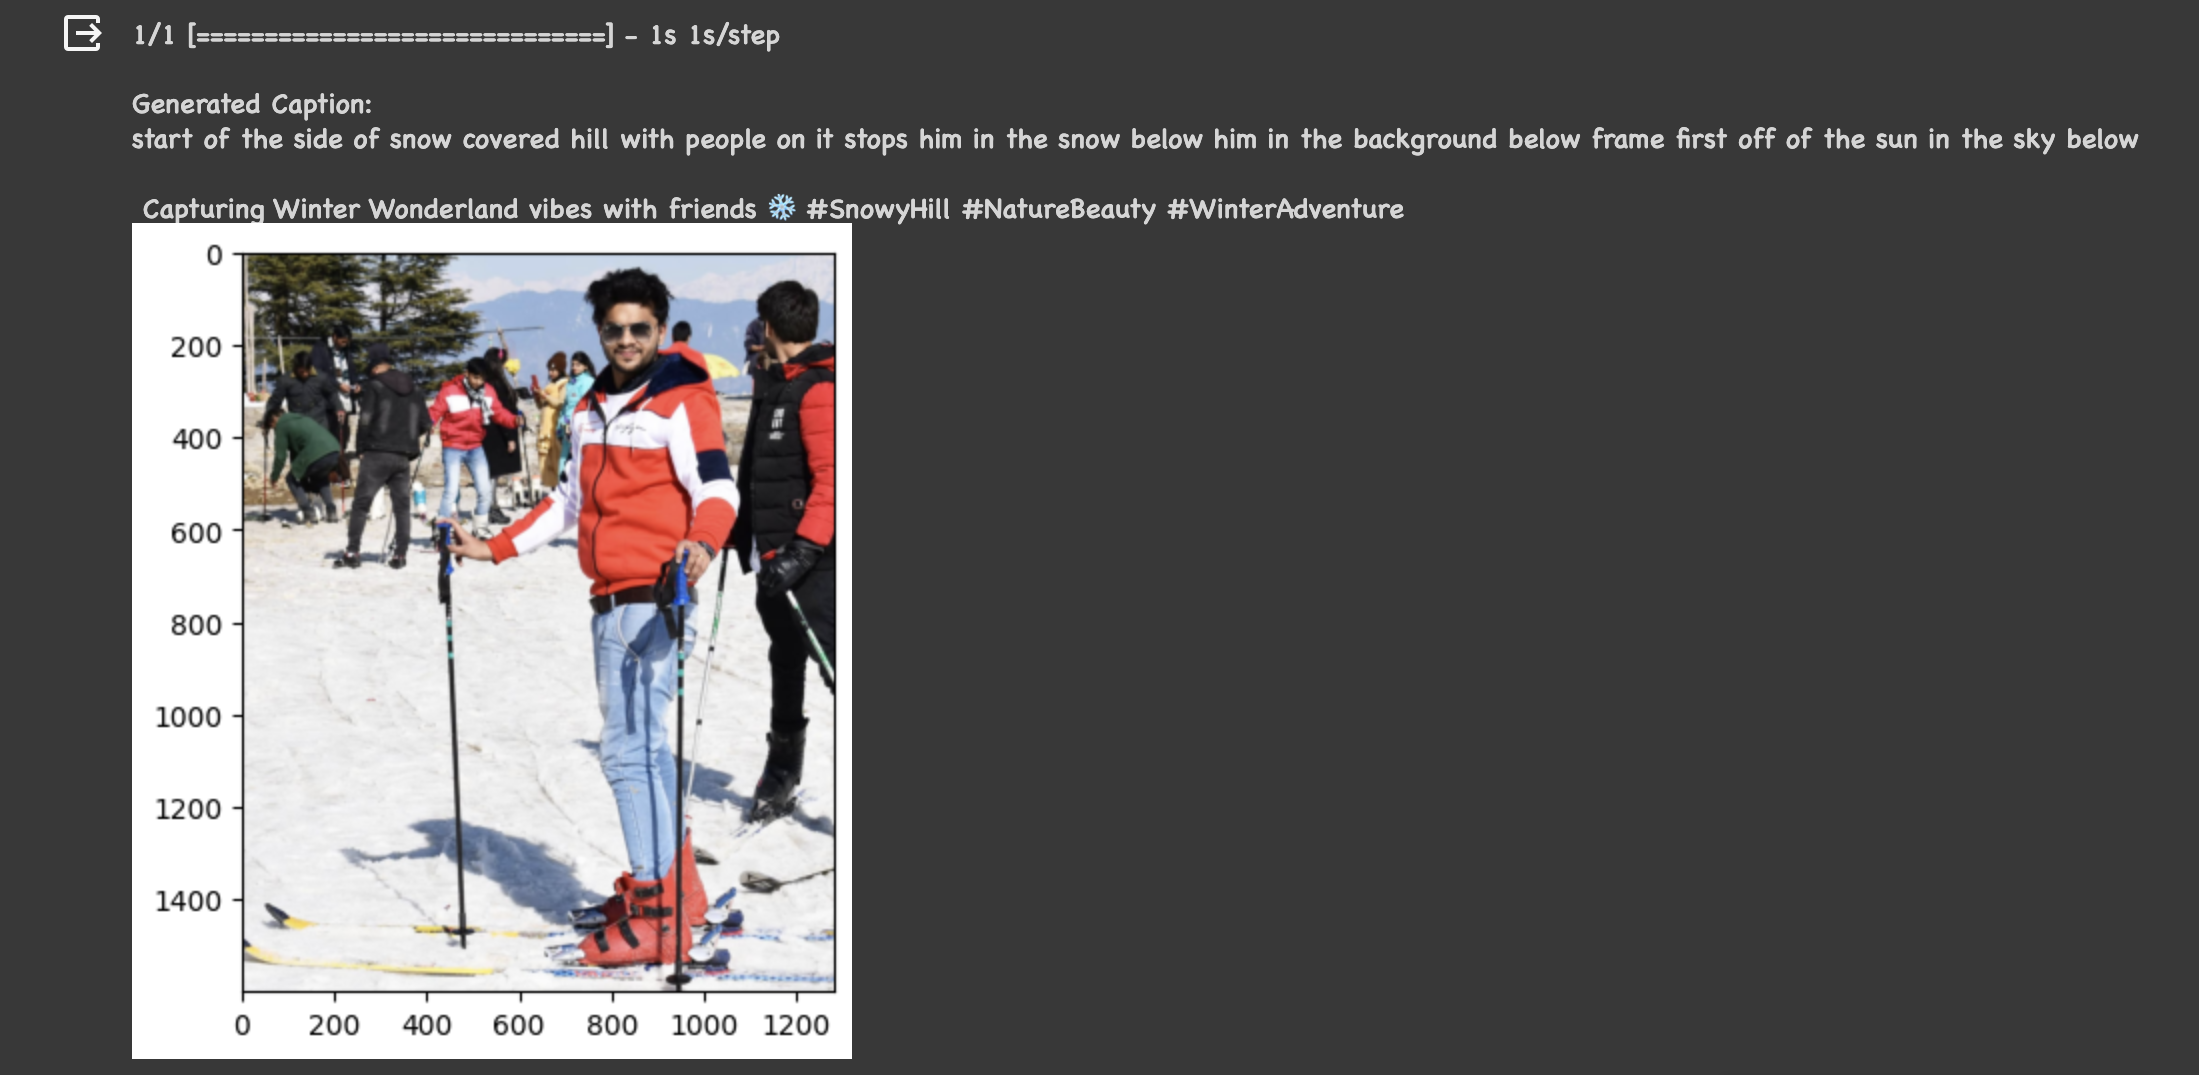 1/1 [==============================] - 1s 1s/step
Generated Caption:
start of the side of snow covered hill with people on it stops him in the snow below him in the background below frame first off of the sun in the sky below
Capturing Winter Wonderland vibes with friends ❄️ #SnowyHill #NatureBeauty #WinterAdventure
0
200
400
600
800
1000
1200
1400
0 200 400 600 800 1000 1200